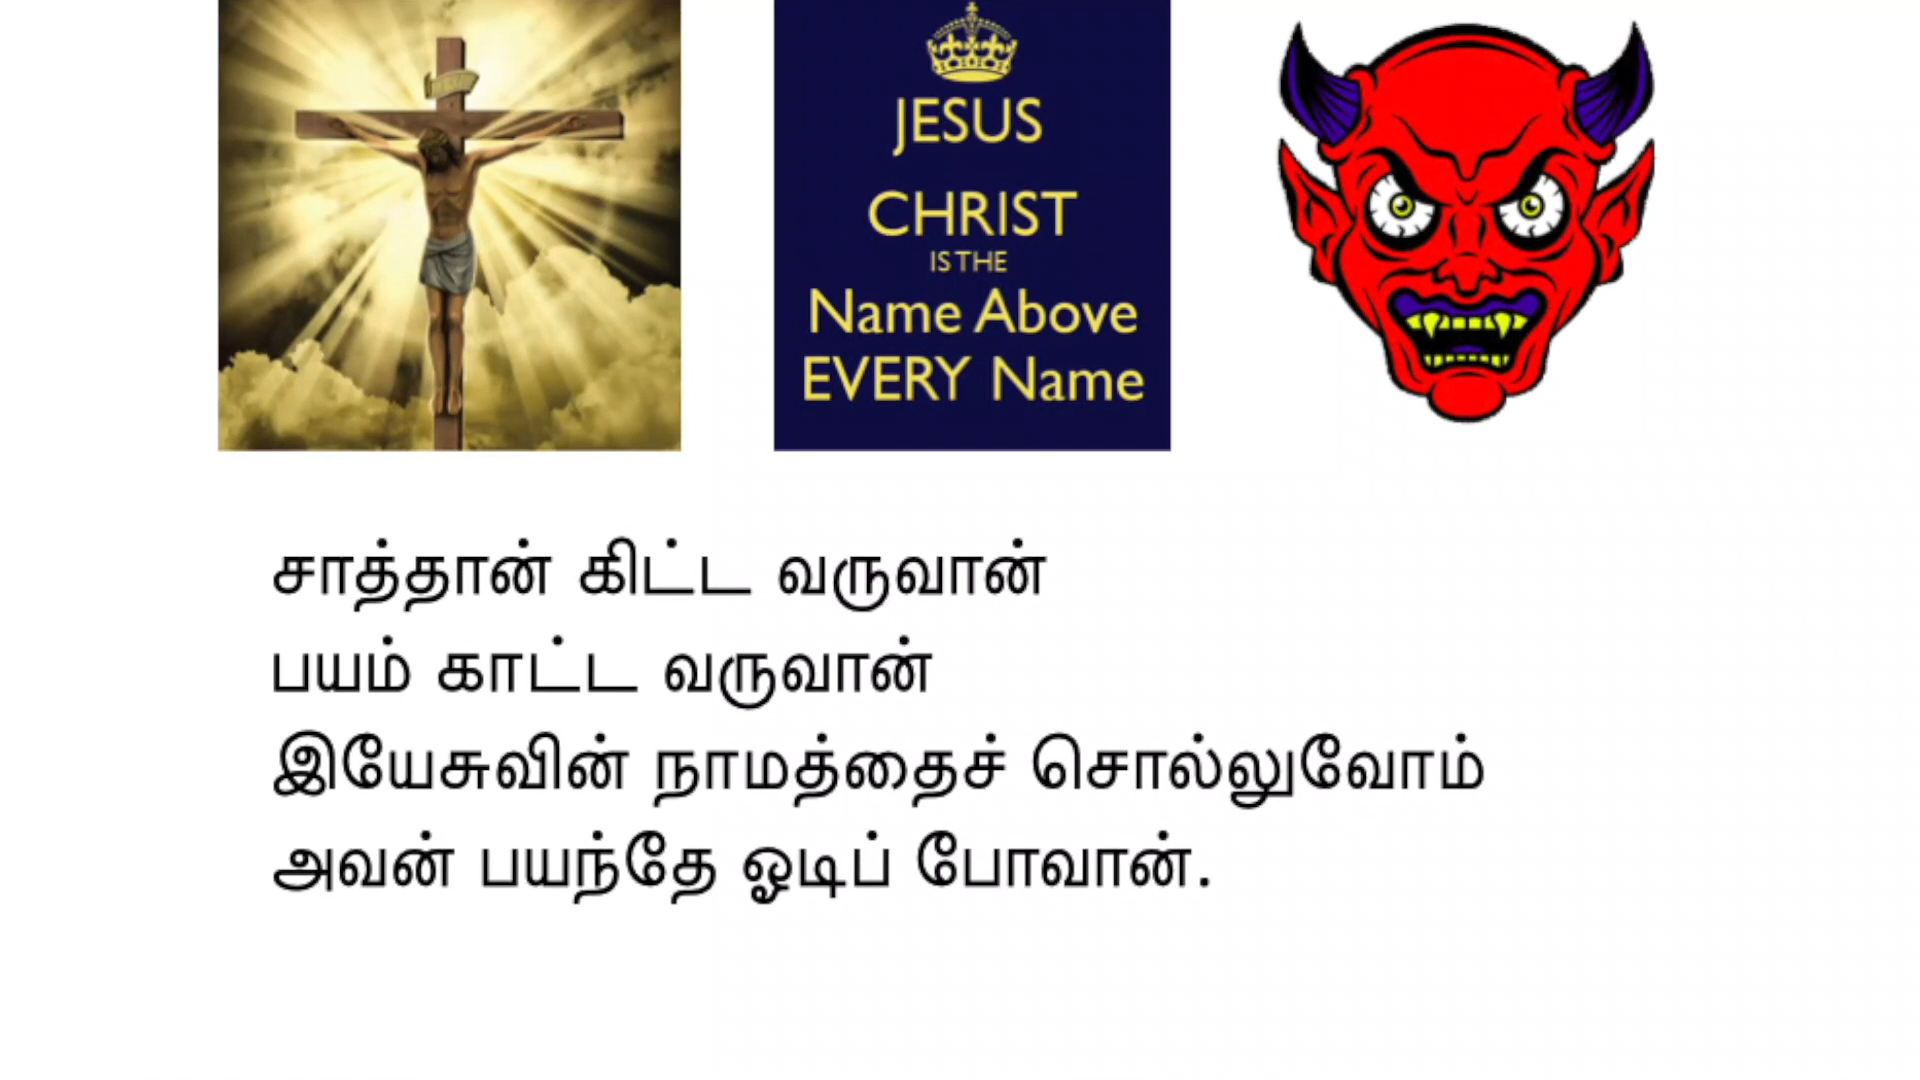 JESUS
CHRIST
IS THE
Name Above
EVERY Name
சாத்தான் கிட்ட வருவான்
பயம் காட்ட வருவான்
இயேசுவின் நாமத்தைச் சொல்லுவோம்
அவன் பயந்தே ஓடிப் போவான்.